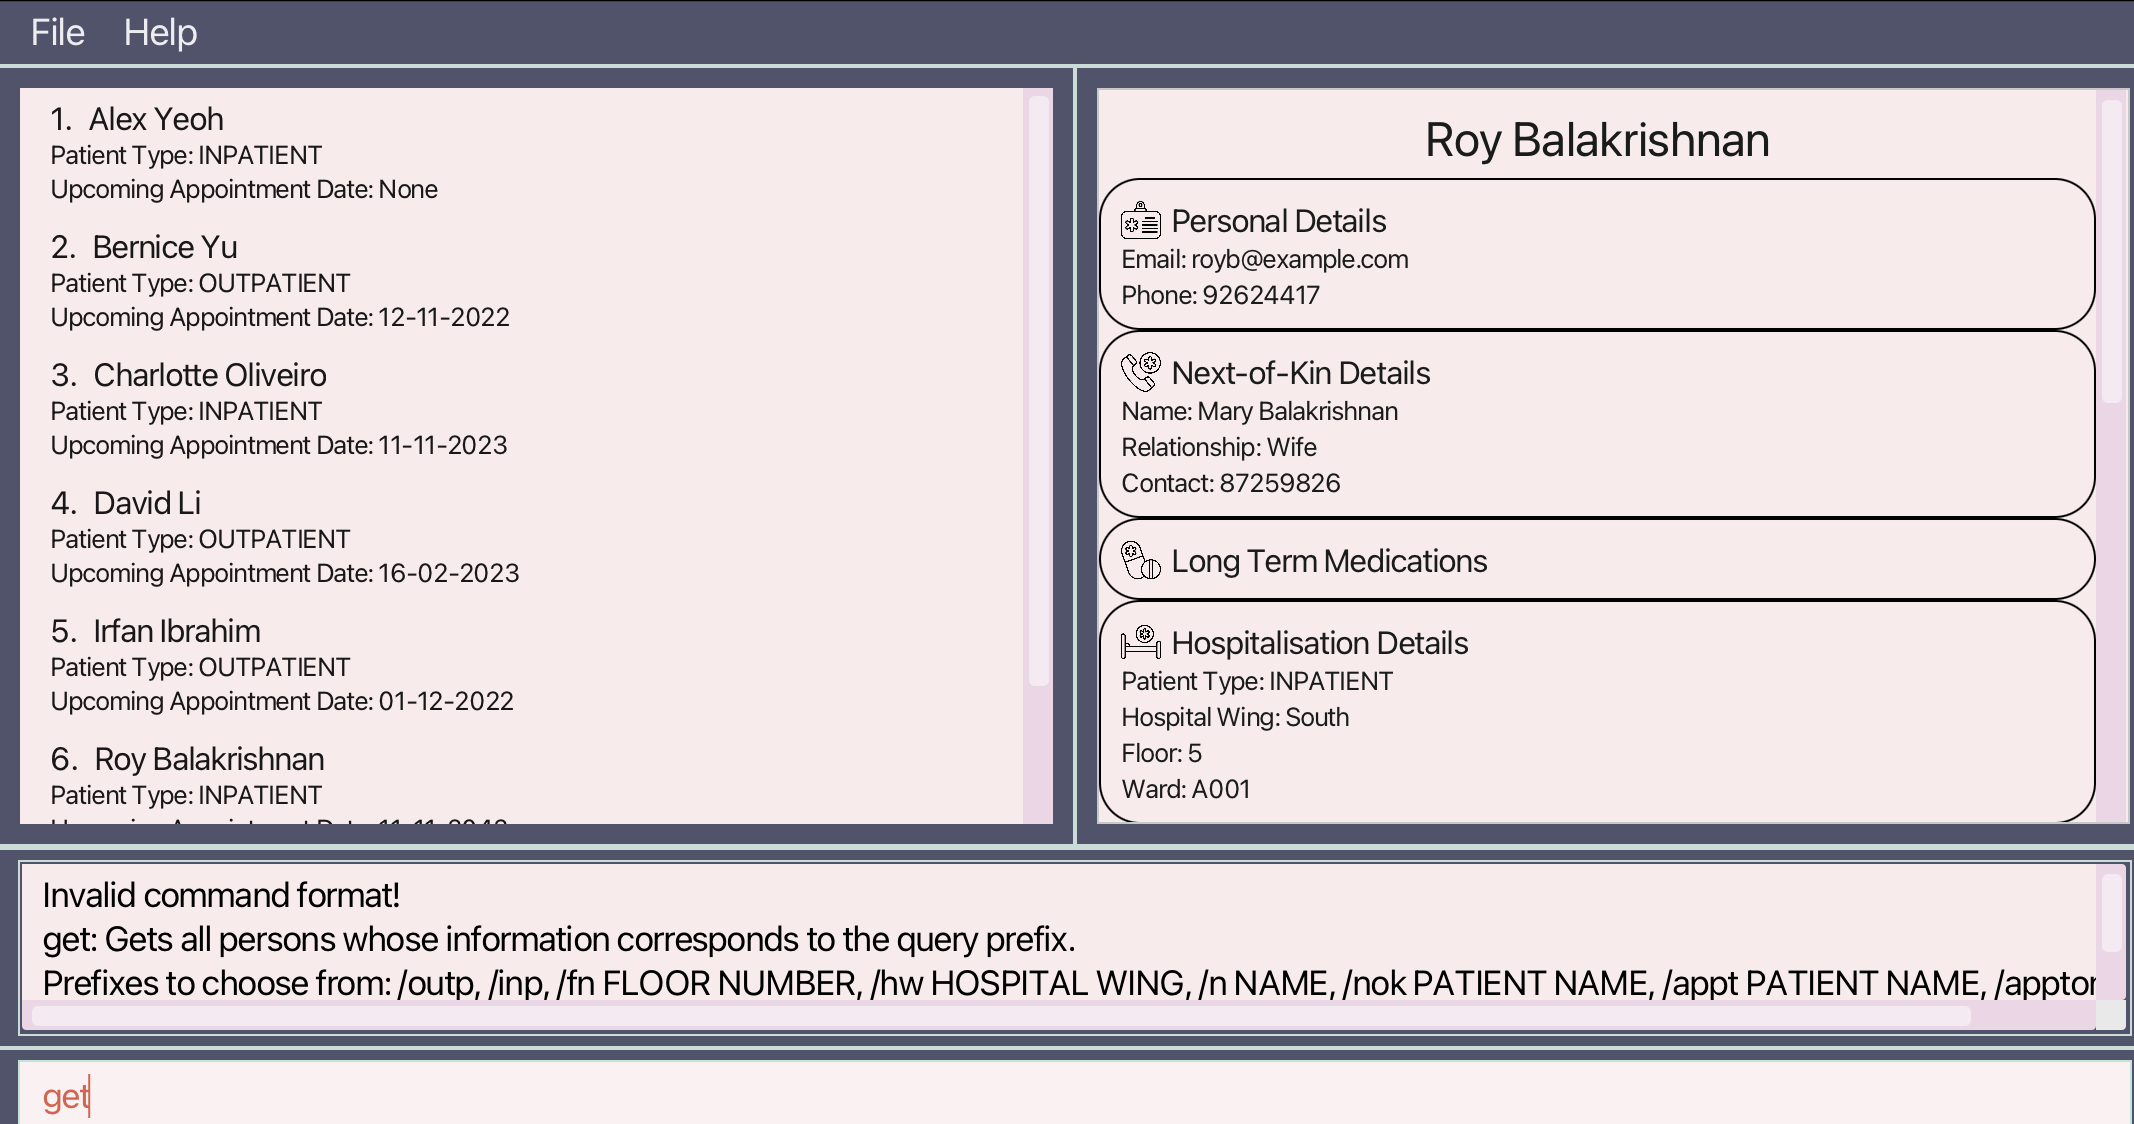 File Help
1. Alex Yeoh
Patient Type: INPATIENT
Upcoming Appointment Date: None
2. Bernice Yu
Patient Type: OUTPATIENT
Upcoming Appointment Date: 12-11-2022
3. Charlotte Oliveiro
Patient Type: INPATIENT
Upcoming Appointment Date: 11-11-2023
4. David Li
Patient Type: OUTPATIENT
Upcoming Appointment Date: 16-02-2023
5. Irfan Ibrahim
Patient Type: OUTPATIENT
Upcoming Appointment Date: 01-12-2022
6. Roy Balakrishnan
Patient Type: INPATIENT
Roy Balakrishnan
Personal Details
Email: royb@example.com
Phone: 92624417
Next-of-Kin Details
Name: Mary Balakrishnan
Relationship: Wife
Contact: 87259826
Long Term Medications
Hospitalisation Details
Patient Type: INPATIENT
Hospital Wing: South
Floor: 5
Ward: A001
Invalid command format!
get: Gets all persons whose information corresponds to the query prefix.
Prefixes to choose from: /outp, /inp, /fn FLOOR NUMBER, /hw HOSPITAL WING, /n NAME, /nok PATIENT NAME, /appt PATIENT NAME,
get